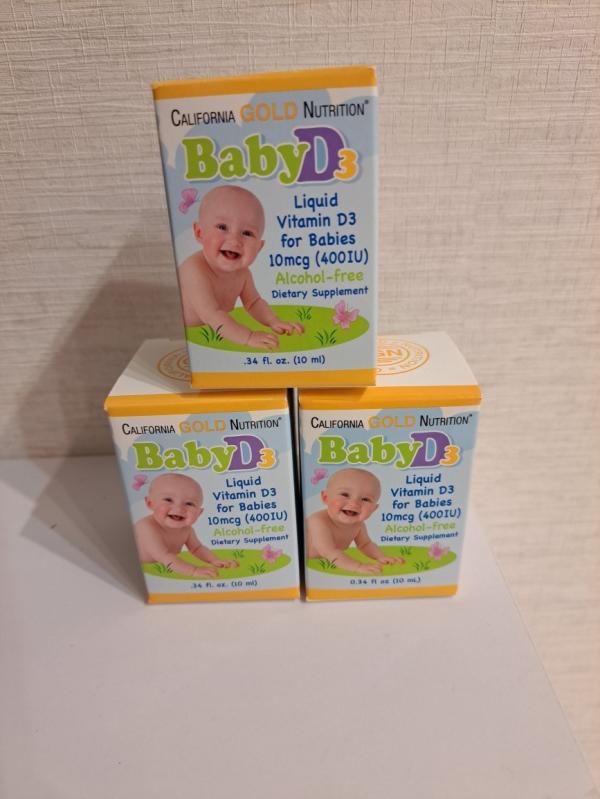 CALIFORNIA GOLD NUTRITION®
BabyD3
Liquid
Vitamin D3
for Babies
10mcg (400IU)
Alcohol-free
Dietary Supplement
.34 fl. oz. (10 ml)
CALIFORNIA GOLD NUTRITION®
BabyD3
Liquid
Vitamin D3
for Babies
10mcg (400IU)
Alcohol-free
Dietary Supplement
.34 fl. oz. (10 ml)
CGN
CALIFORNIA GOLD NUTRITION®
BabyD3
Liquid
Vitamin D3
for Babies
10mcg (400IU)
Alcohol-free
Dietary Supplement
0.34 fl oz (10 mL)